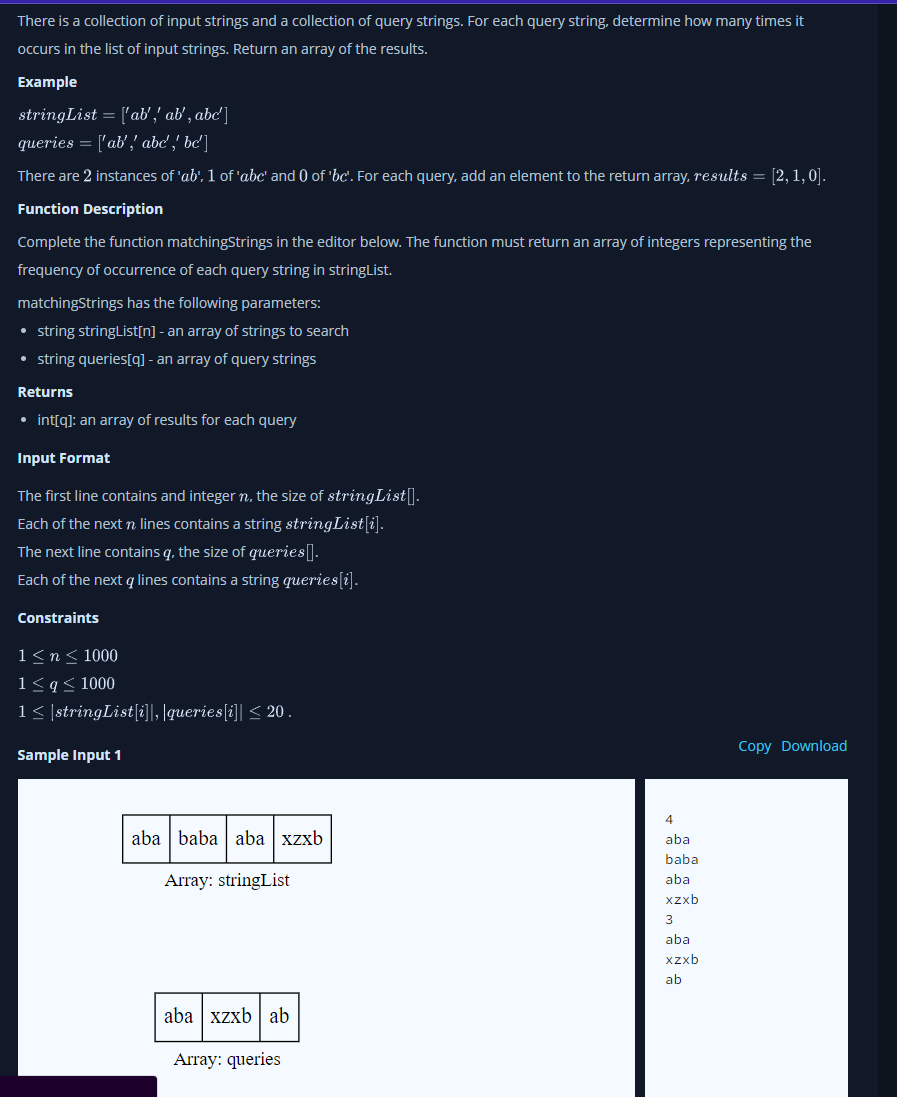 There is a collection of input strings and a collection of query strings. For each query string, determine how many times it
occurs in the list of input strings. Return an array of the results.
Example
stringList = ['ab',' ab', abc']
queries = ['ab',' abc',' bc']
There are 2 instances of 'ab', 1 of 'abc' and 0 of 'bc'. For each query, add an element to the return array, results = [2, 1, 0].
Function Description
Complete the function matchingStrings in the editor below. The function must return an array of integers representing the
frequency of occurrence of each query string in stringList.
matchingStrings has the following parameters:
• string stringList[n] - an array of strings to search
• string queries[q] - an array of query strings
Returns
• int[q]: an array of results for each query
Input Format
The first line contains and integer n, the size of stringList[].
Each of the next n lines contains a string stringList[i].
The next line contains q, the size of queries[].
Each of the next q lines contains a string queries[i].
Constraints
1 ≤ n ≤ 1000
1 ≤ q ≤ 1000
1 ≤ |stringList[i]|, |queries[i]| ≤ 20 .
Sample Input 1
Copy Download
aba baba aba xzxb
Array: stringList
aba xzxb ab
Array: queries
4
aba
baba
aba
xzxb
3
aba
xzxb
ab